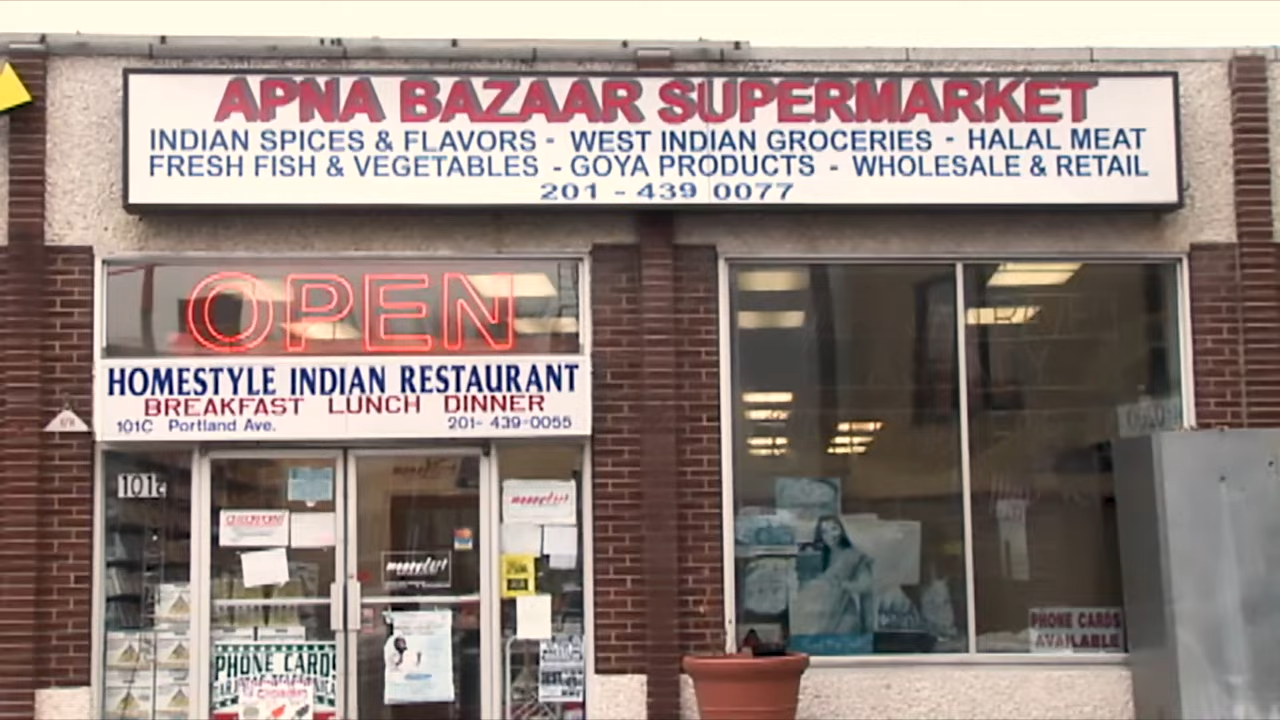 APNA BAZAAR SUPERMARKET
INDIAN SPICES & FLAVORS - WEST INDIAN GROCERIES - HALAL MEAT
FRESH FISH & VEGETABLES - GOYA PRODUCTS - WHOLESALE & RETAIL
201 - 439 0077
OPEN
HOMESTYLE INDIAN RESTAURANT
BREAKFAST LUNCH DINNER
101C Portland Ave. 201-439-0055
101C
PHONE CARDS
PHONE CARDS
AVAILABLE